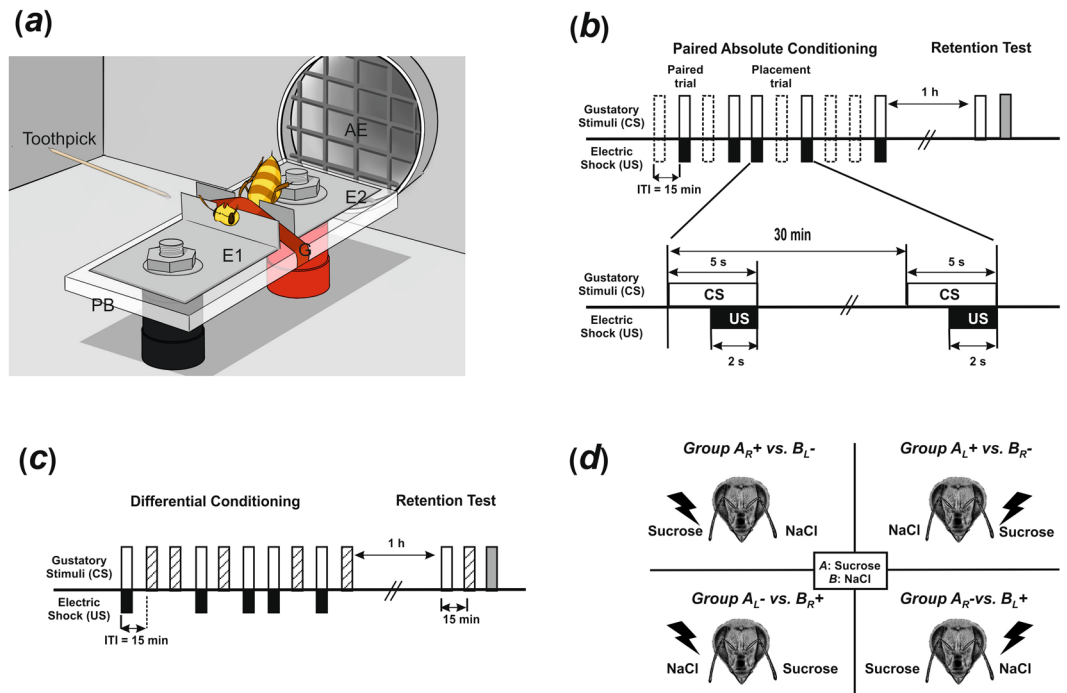 (a)
Toothpick
AE
E2
E1
G
PB
(b)
Paired Absolute Conditioning
Retention Test
Paired
trial
Placement
trial
1 h
Gustatory
Stimuli (CS)
Electric
Shock (US)
ITI = 15 min
30 min
5 s
5 s
Gustatory
Stimuli (CS)
CS
CS
Electric
Shock (US)
US
US
2 s
2 s
(c)
Differential Conditioning
Retention Test
1 h
Gustatory
Stimuli (CS)
Electric
Shock (US)
ITI = 15 min
15 min
(d)
Group AR+ vs. BL-
Sucrose
NaCl
Group AL+ vs. BR-
NaCl
Sucrose
A: Sucrose
B: NaCl
Group AL- vs. BR+
NaCl
Sucrose
Group AR-vs. BL+
Sucrose
NaCl